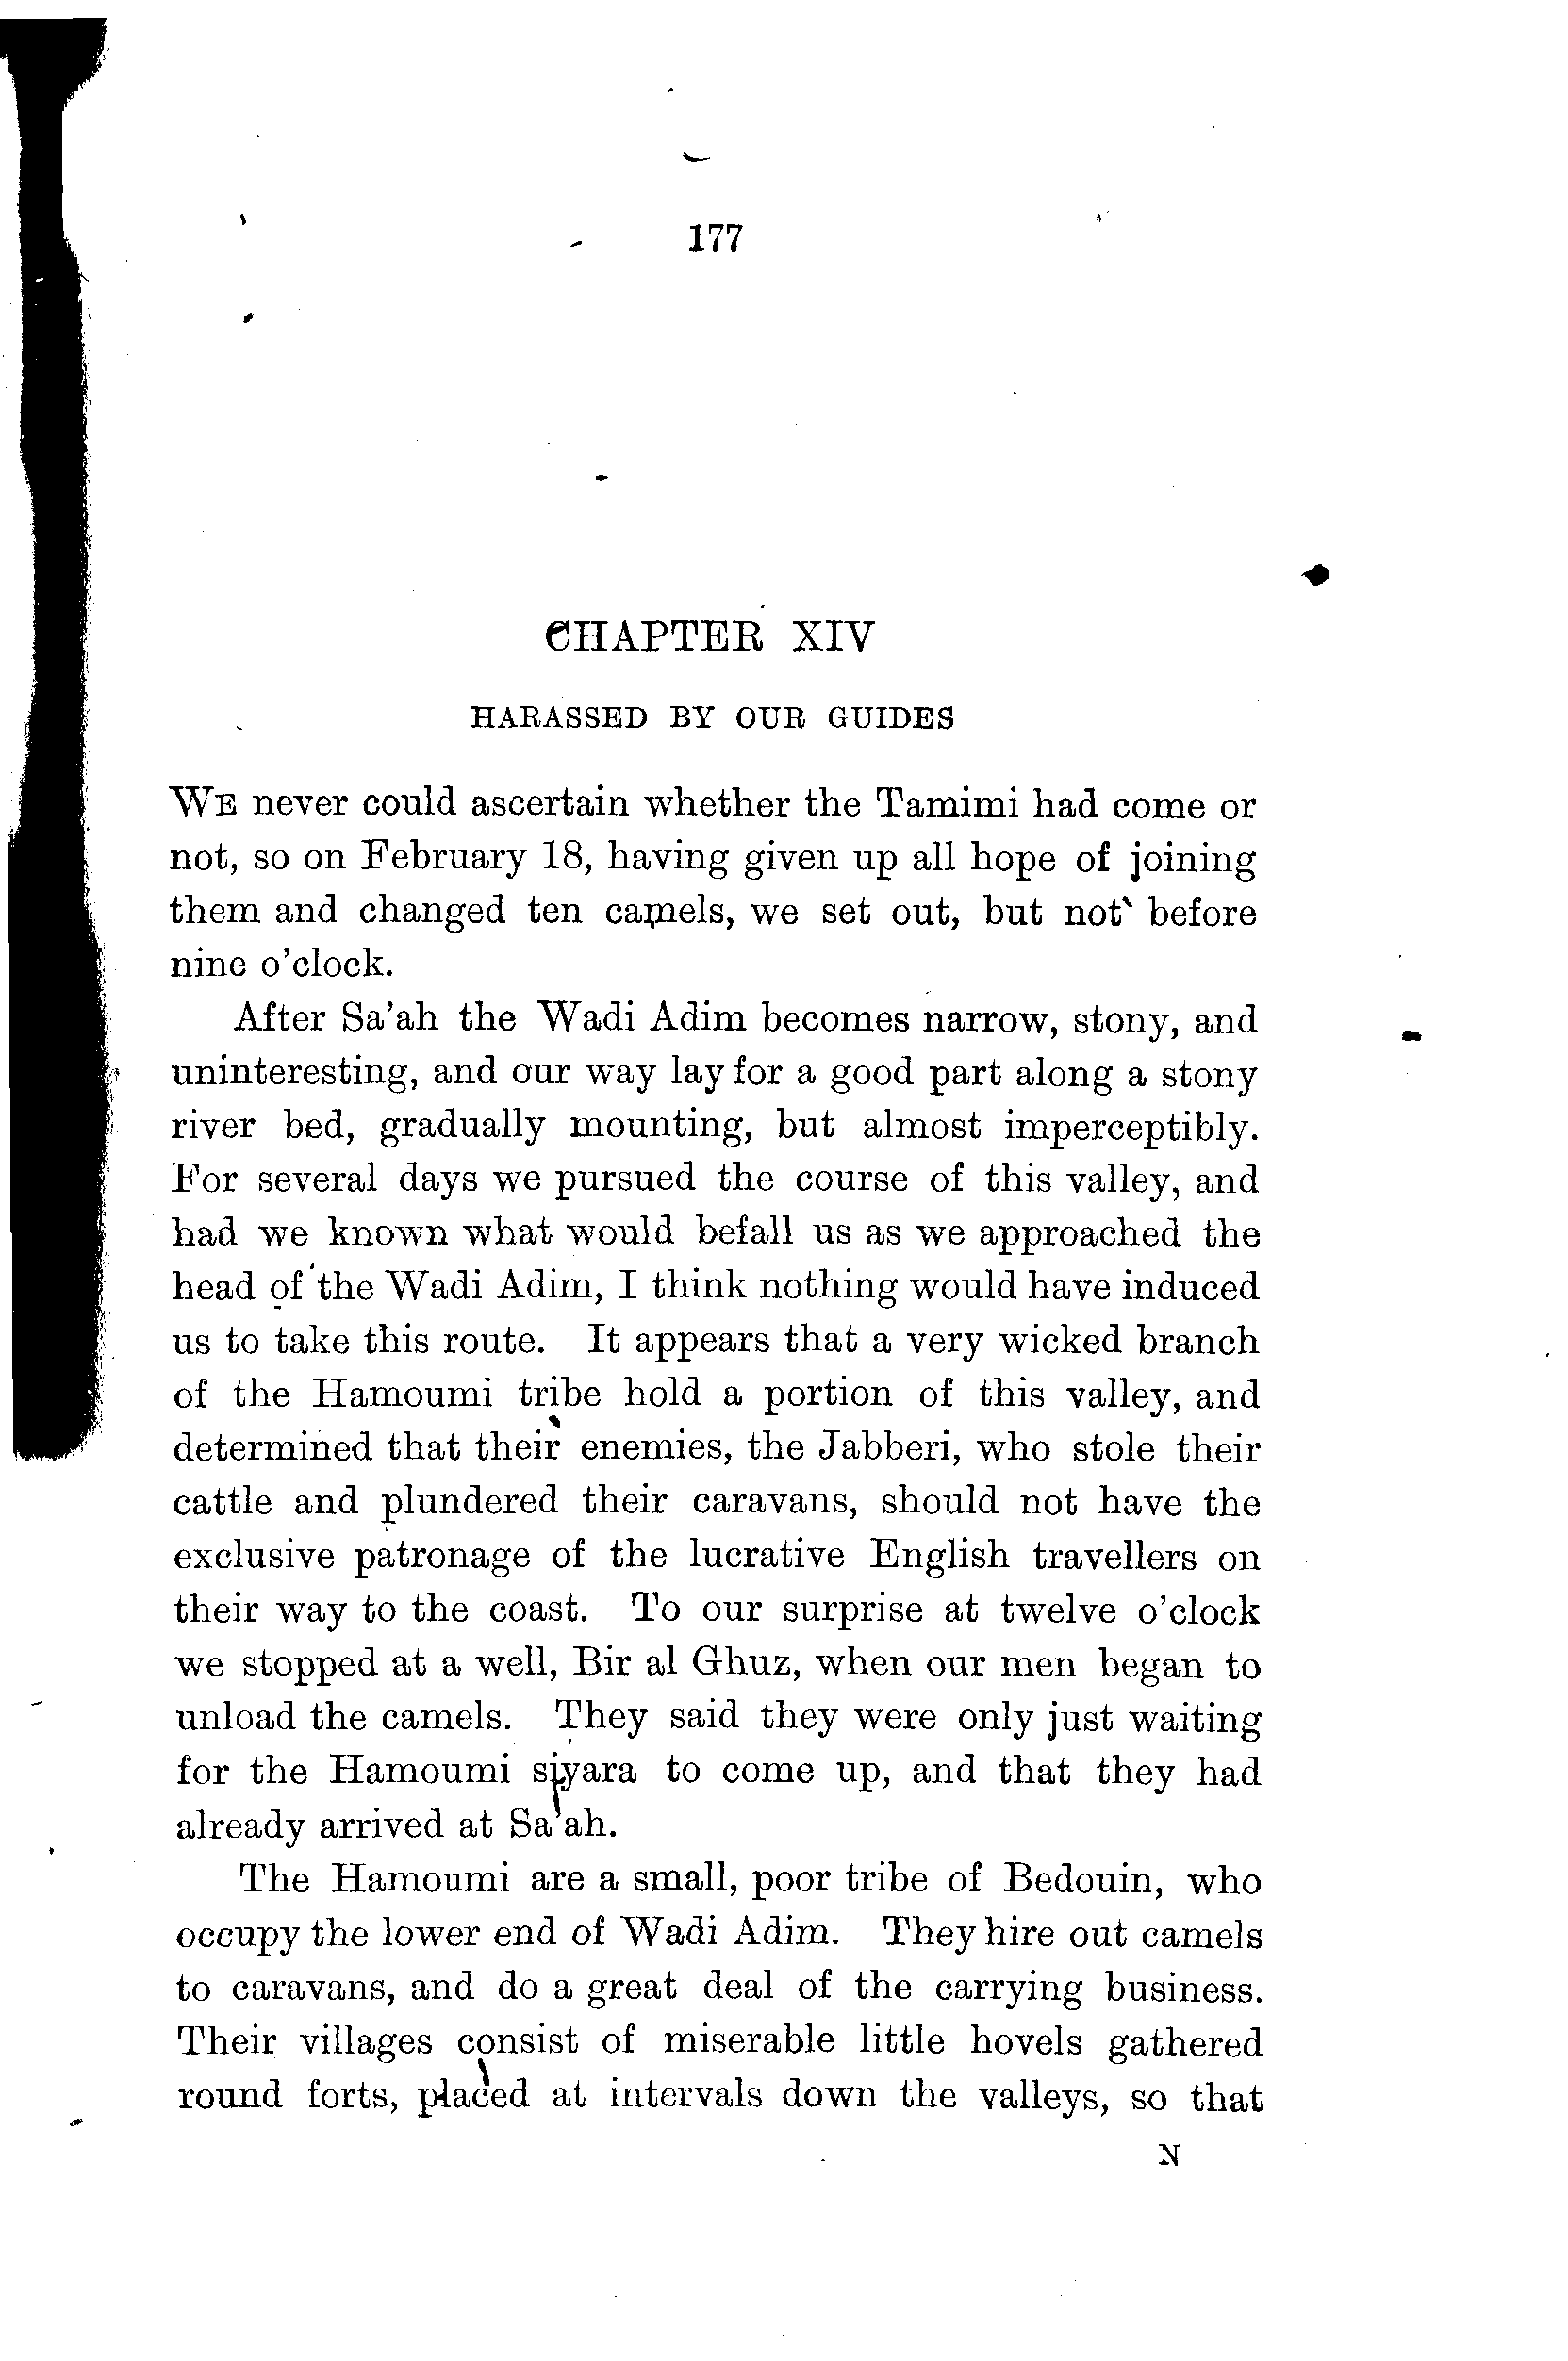 177
CHAPTER XIV
HARASSED BY OUR GUIDES
WE never could ascertain whether the Tamimi had come or
not, so on February 18, having given up all hope of joining
them and changed ten camels, we set out, but not before
nine o'clock.
After Sa'ah the Wadi Adim becomes narrow, stony, and
uninteresting, and our way lay for a good part along a stony
river bed, gradually mounting, but almost imperceptibly.
For several days we pursued the course of this valley, and
had we known what would befall us as we approached the
head of the Wadi Adim, I think nothing would have induced
us to take this route. It appears that a very wicked branch
of the Hamoumi tribe hold a portion of this valley, and
determined that their enemies, the Jabberi, who stole their
cattle and plundered their caravans, should not have the
exclusive patronage of the lucrative English travellers on
their way to the coast. To our surprise at twelve o'clock
we stopped at a well, Bir al Ghuz, when our men began to
unload the camels. They said they were only just waiting
for the Hamoumi siyara to come up, and that they had
already arrived at Sa'ah.
The Hamoumi are a small, poor tribe of Bedouin, who
occupy the lower end of Wadi Adim. They hire out camels
to caravans, and do a great deal of the carrying business.
Their villages consist of miserable little hovels gathered
round forts, placed at intervals down the valleys, so that
N